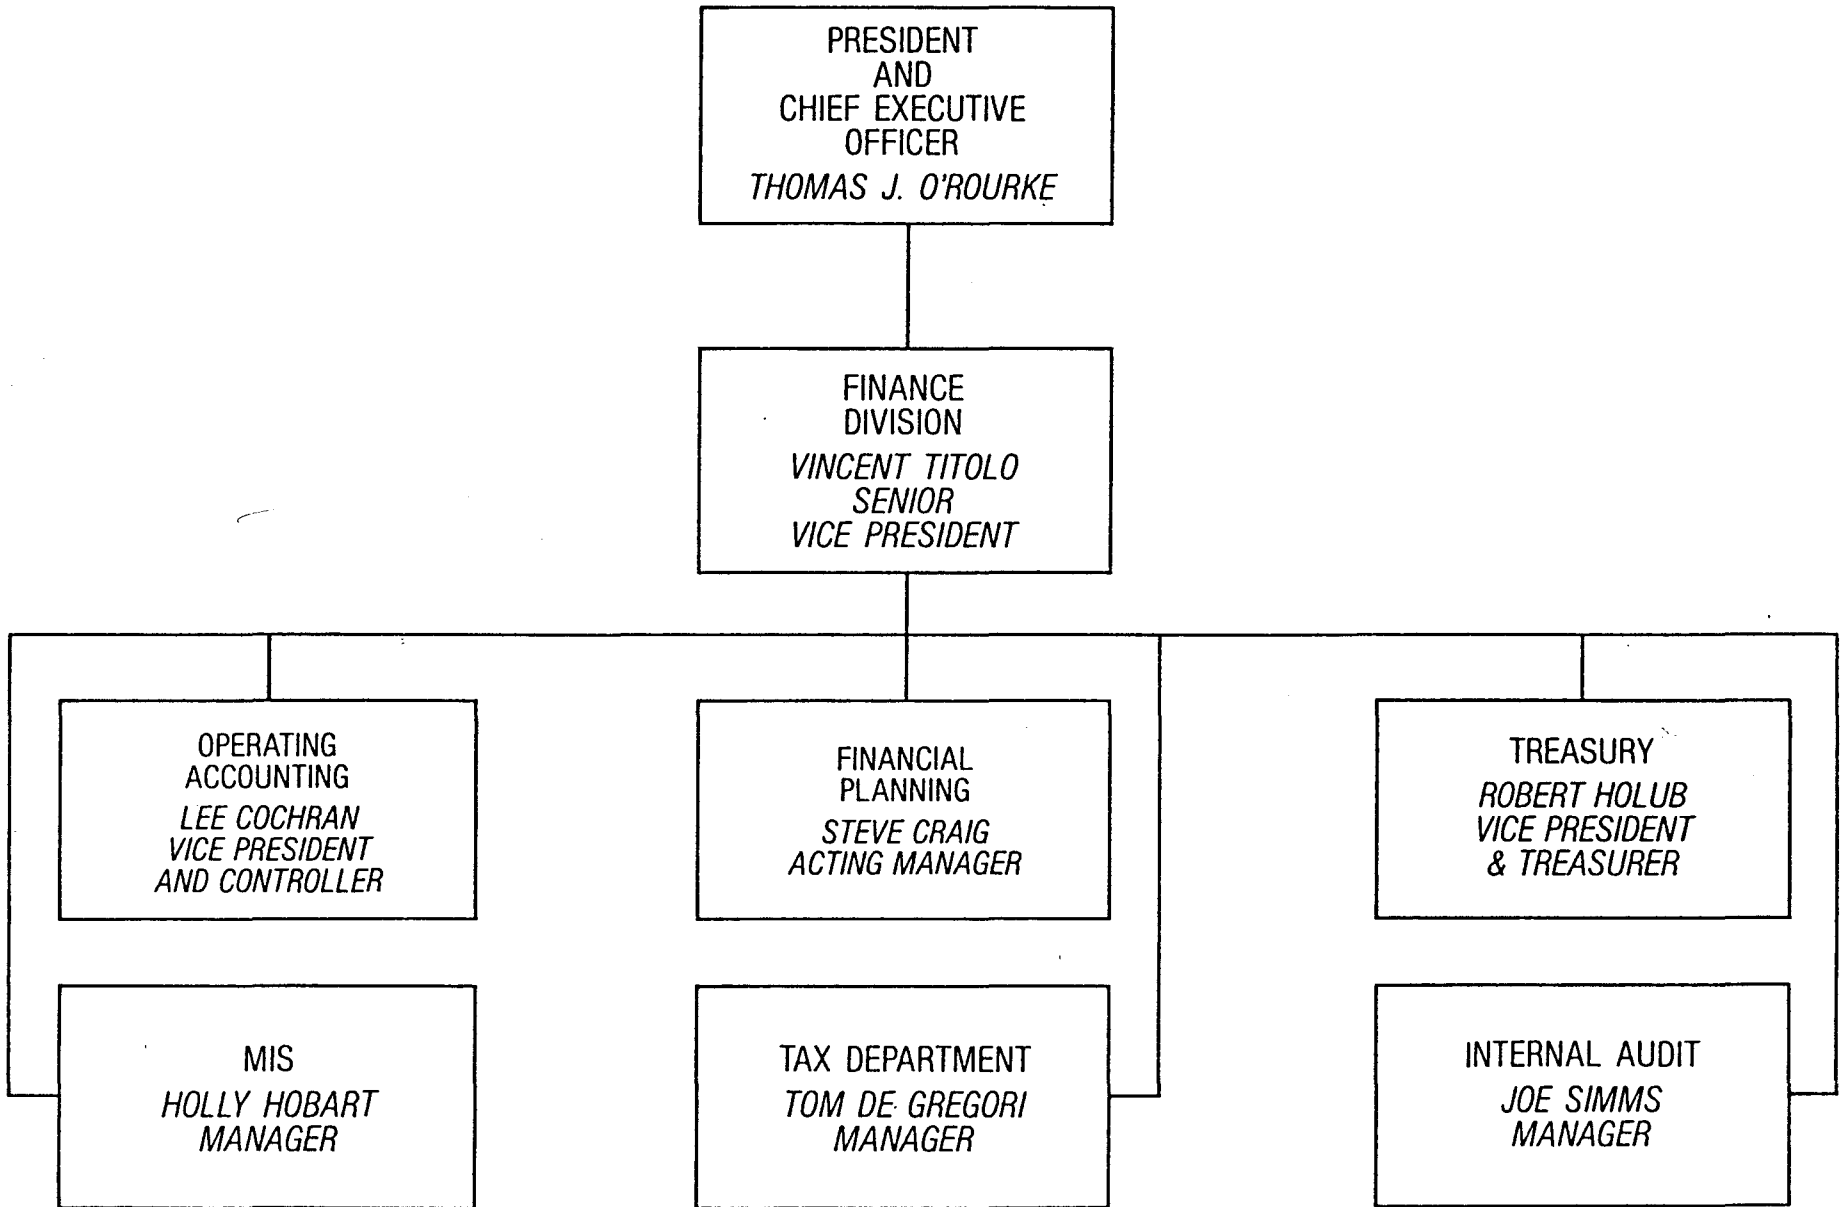 PRESIDENT
AND
CHIEF EXECUTIVE
OFFICER
THOMAS J. O'ROURKE
FINANCE
DIVISION
VINCENT TITOLO
SENIOR
VICE PRESIDENT
OPERATING
ACCOUNTING
LEE COCHRAN
VICE PRESIDENT
AND CONTROLLER
FINANCIAL
PLANNING
STEVE CRAIG
ACTING MANAGER
TREASURY
ROBERT HOLUB
VICE PRESIDENT
& TREASURER
MIS
HOLLY HOBART
MANAGER
TAX DEPARTMENT
TOM DE GREGORI
MANAGER
INTERNAL AUDIT
JOE SIMMS
MANAGER